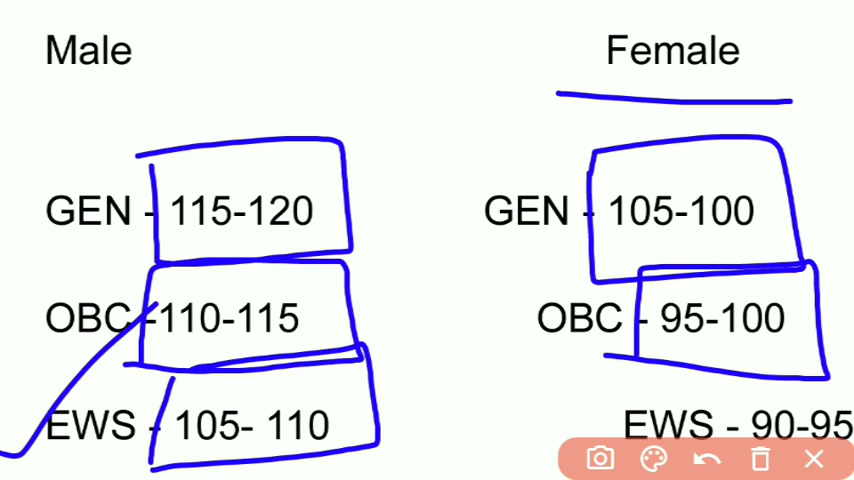 Male Female
GEN - 115-120 GEN - 105-100
OBC -110-115 OBC - 95-100
EWS - 105- 110 EWS - 90-95